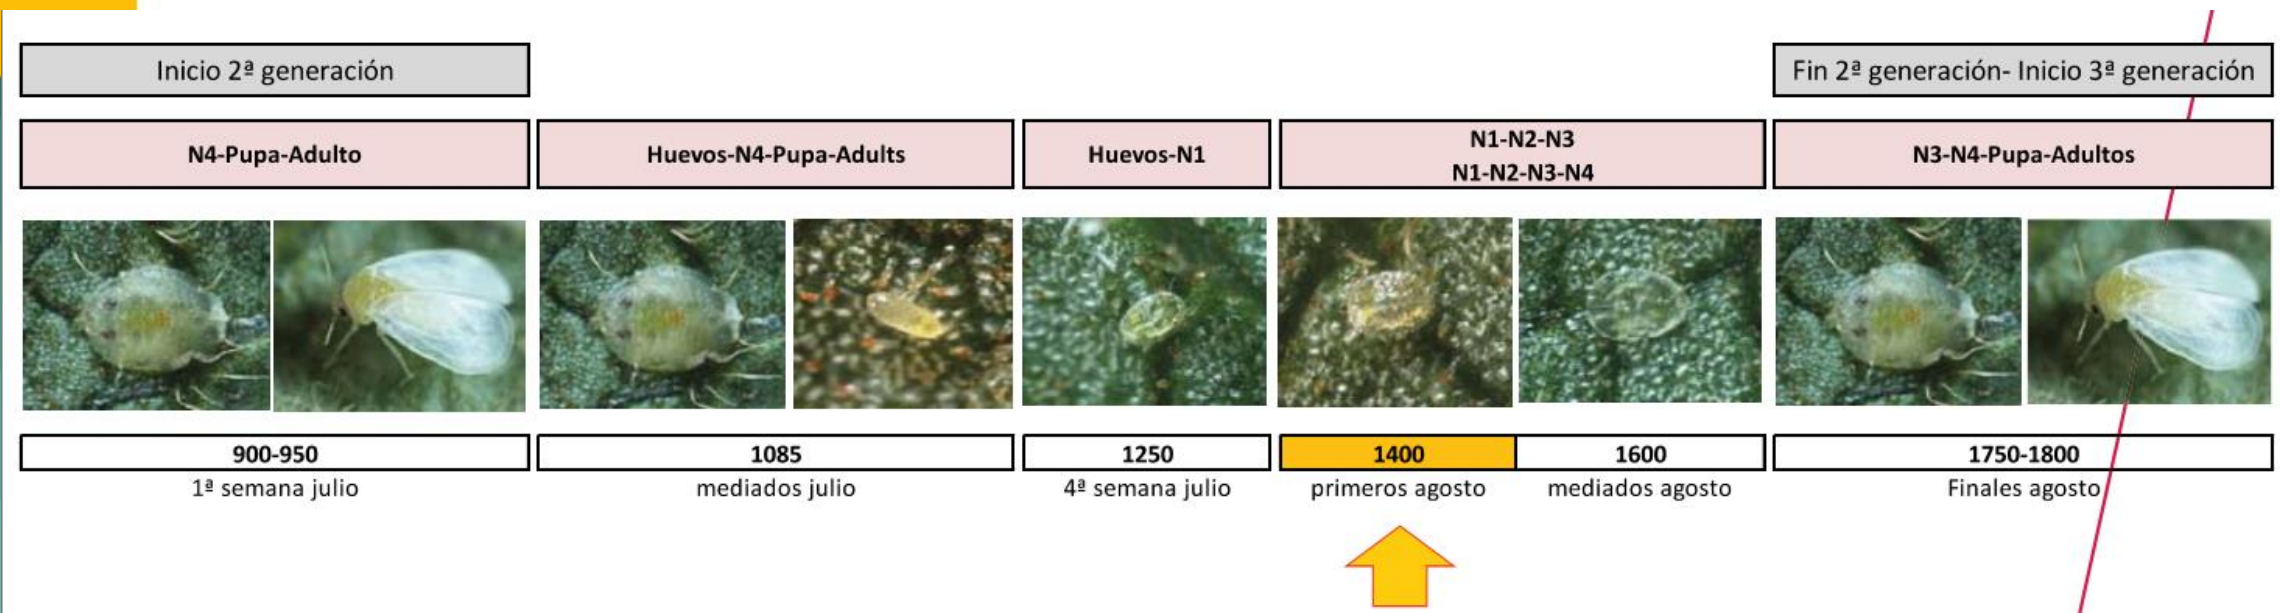 Inicio 2ª generación
Fin 2ª generación- Inicio 3ª generación
N4-Pupa-Adulto
Huevos-N4-Pupa-Adults
Huevos-N1
N1-N2-N3
N1-N2-N3-N4
N3-N4-Pupa-Adultos
900-950
1085
1250
1400
1600
1750-1800
1ª semana julio
mediados julio
4ª semana julio
primeros agosto
mediados agosto
Finales agosto